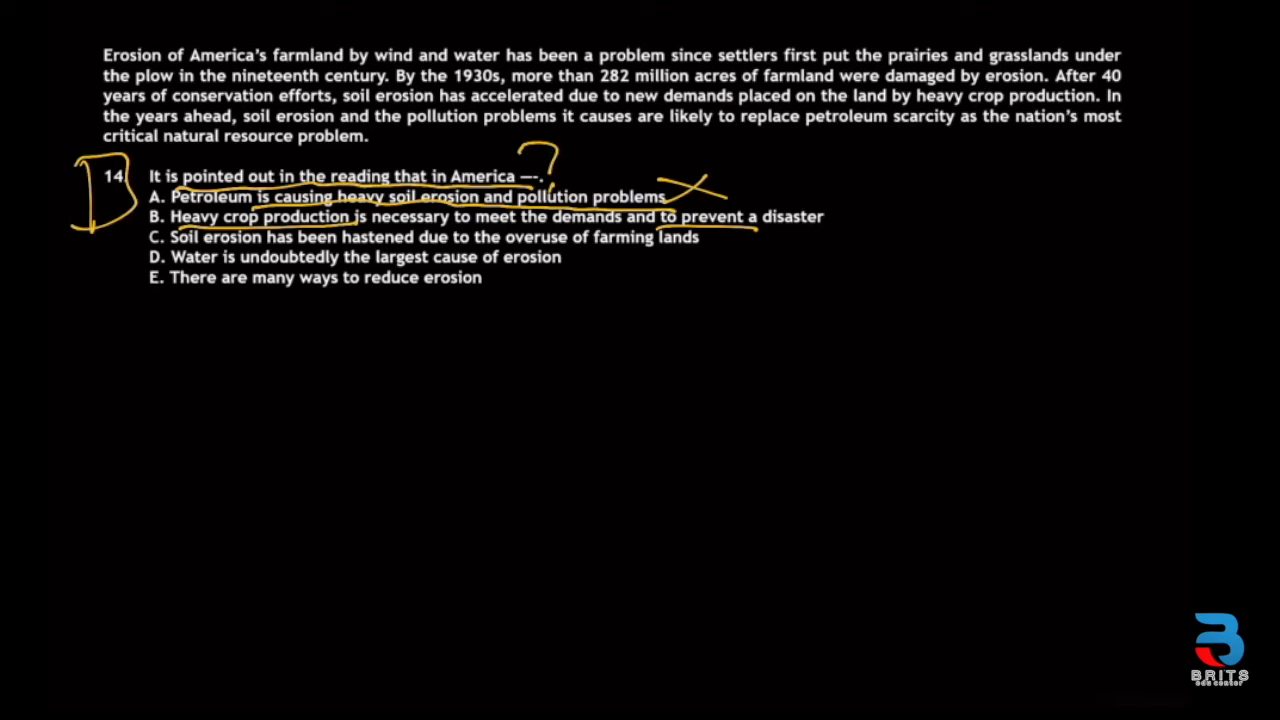 Erosion of America's farmland by wind and water has been a problem since settlers first put the prairies and grasslands under
the plow in the nineteenth century. By the 1930s, more than 282 million acres of farmland were damaged by erosion. After 40
years of conservation efforts, soil erosion has accelerated due to new demands placed on the land by heavy crop production. In
the years ahead, soil erosion and the pollution problems it causes are likely to replace petroleum scarcity as the nation's most
critical natural resource problem.
14. It is pointed out in the reading that in America —-.
?
A. Petroleum is causing heavy soil erosion and pollution problems
B. Heavy crop production is necessary to meet the demands and to prevent a disaster
C. Soil erosion has been hastened due to the overuse of farming lands
D. Water is undoubtedly the largest cause of erosion
E. There are many ways to reduce erosion
BRITS
edu center